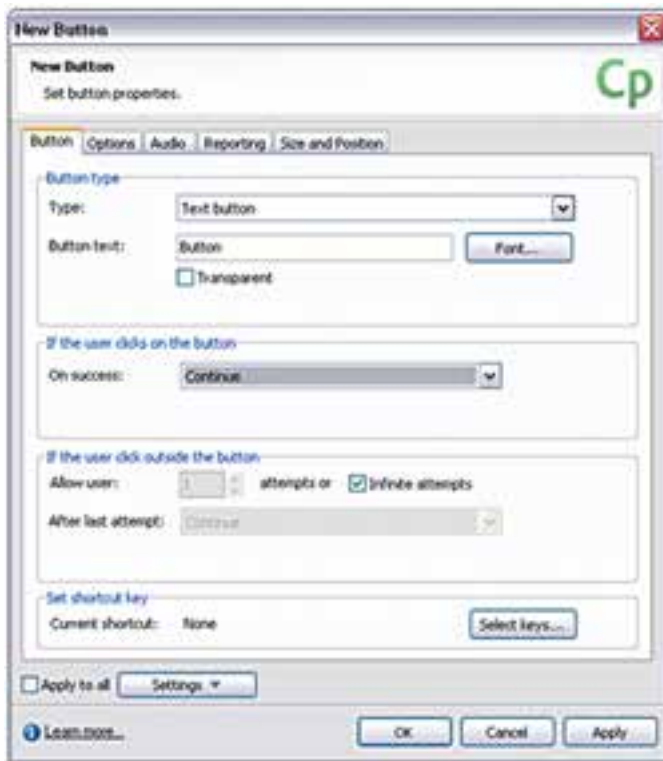 New Button
New Button
Set button properties.
Cp
Button Options Audio Reporting Size and Position
Button type
Type: Text button
Button text: Button Font...
Transparent
If the user clicks on the button
On success: Continue
If the user click outside the button
Allow user: 1 attempts or Infinite attempts
After last attempt: Continue
Set shortcut key
Current shortcut: None Select keys...
Apply to all Settings
Learn more... OK Cancel Apply